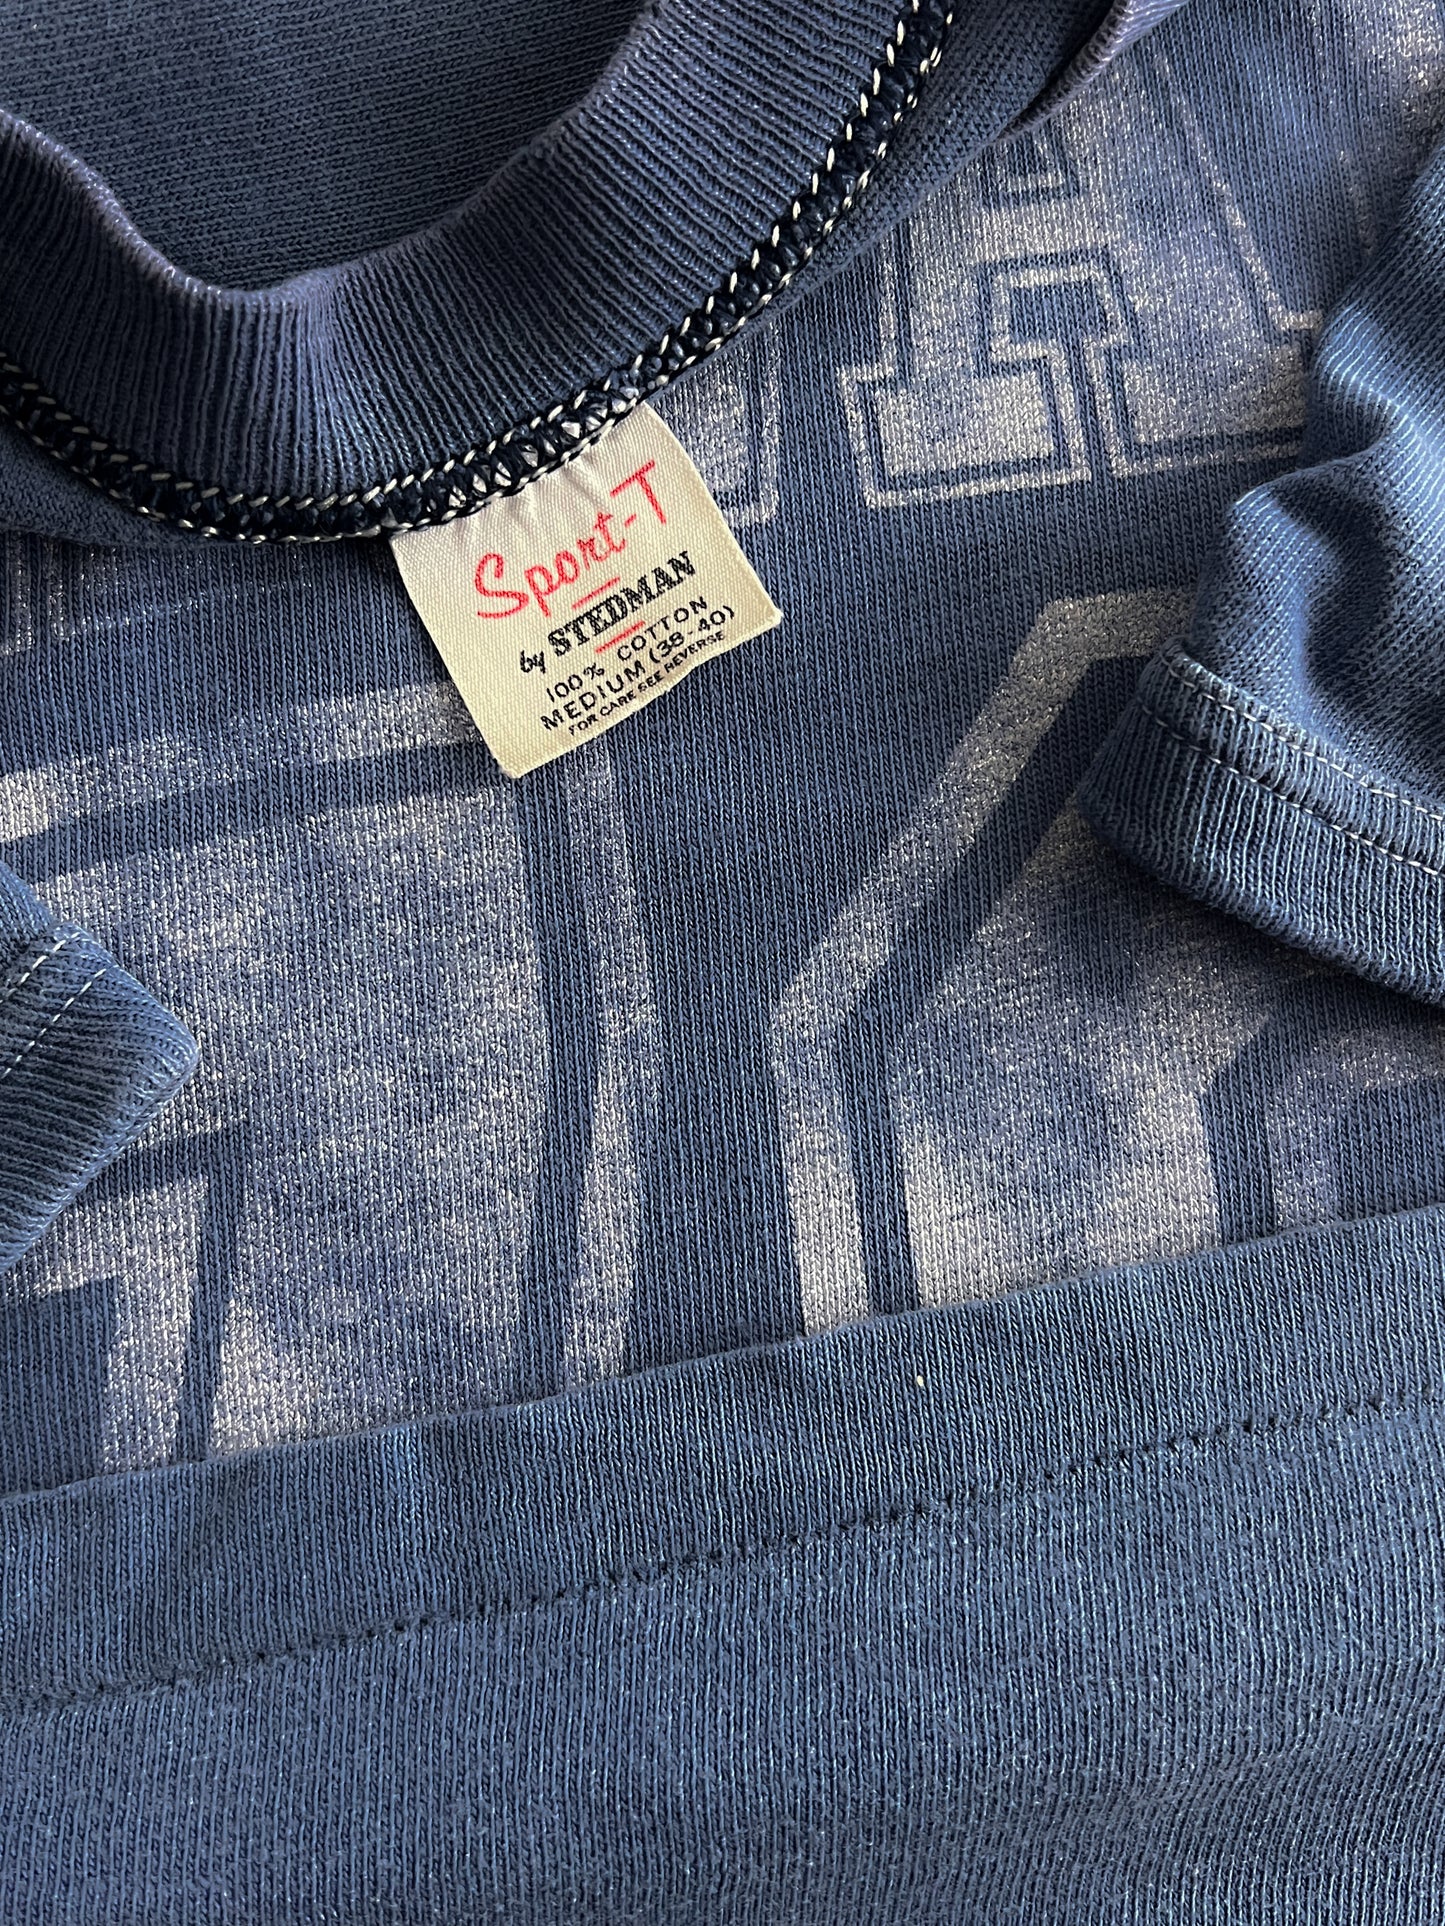 Sport-T
by STEDMAN
100% COTTON
MEDIUM (38-40)
FOR CARE SEE REVERSE